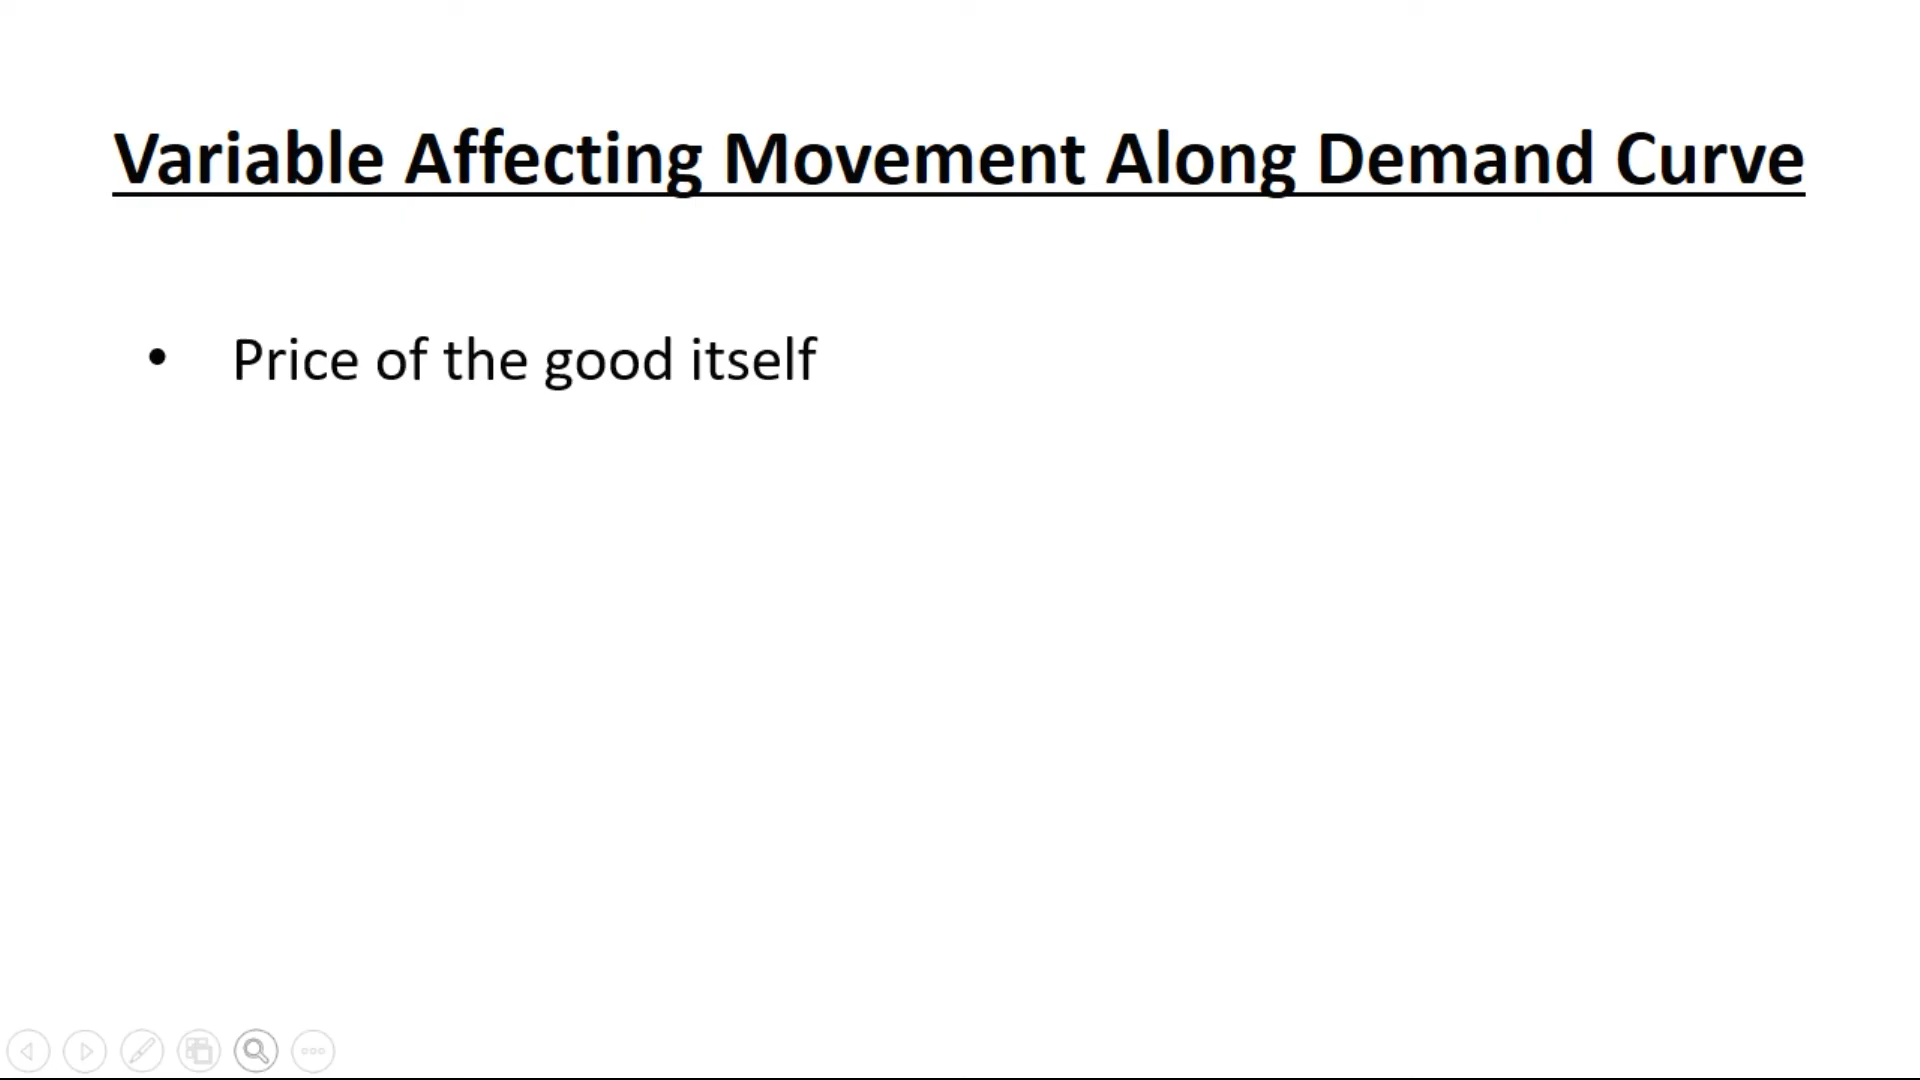 Variable Affecting Movement Along Demand Curve
• Price of the good itself